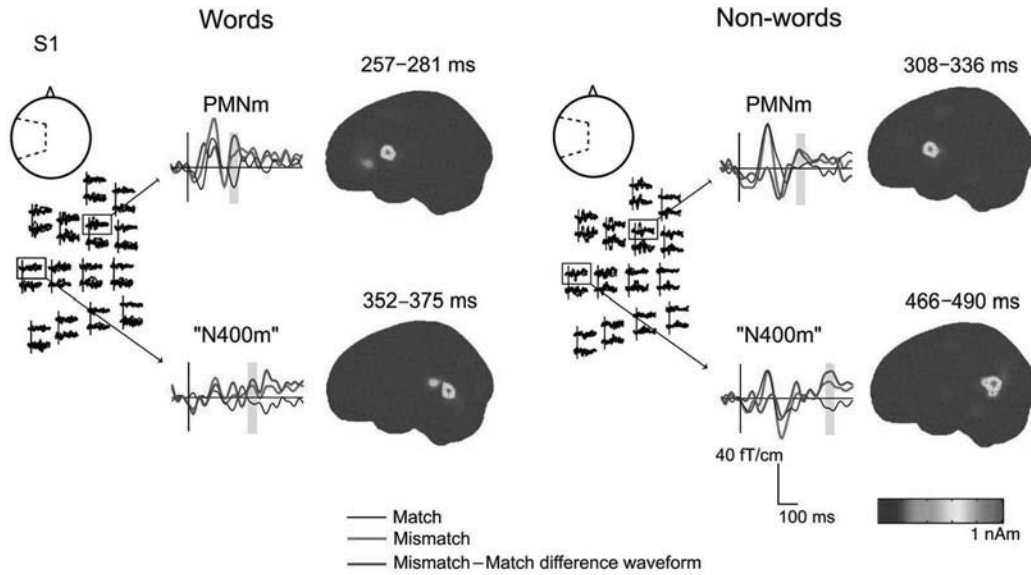 Words
Non-words
S1
257–281 ms
308–336 ms
PMNm
PMNm
352–375 ms
466–490 ms
"N400m"
"N400m"
40 fT/cm
100 ms
1 nAm
Match
Mismatch
Mismatch–Match difference waveform